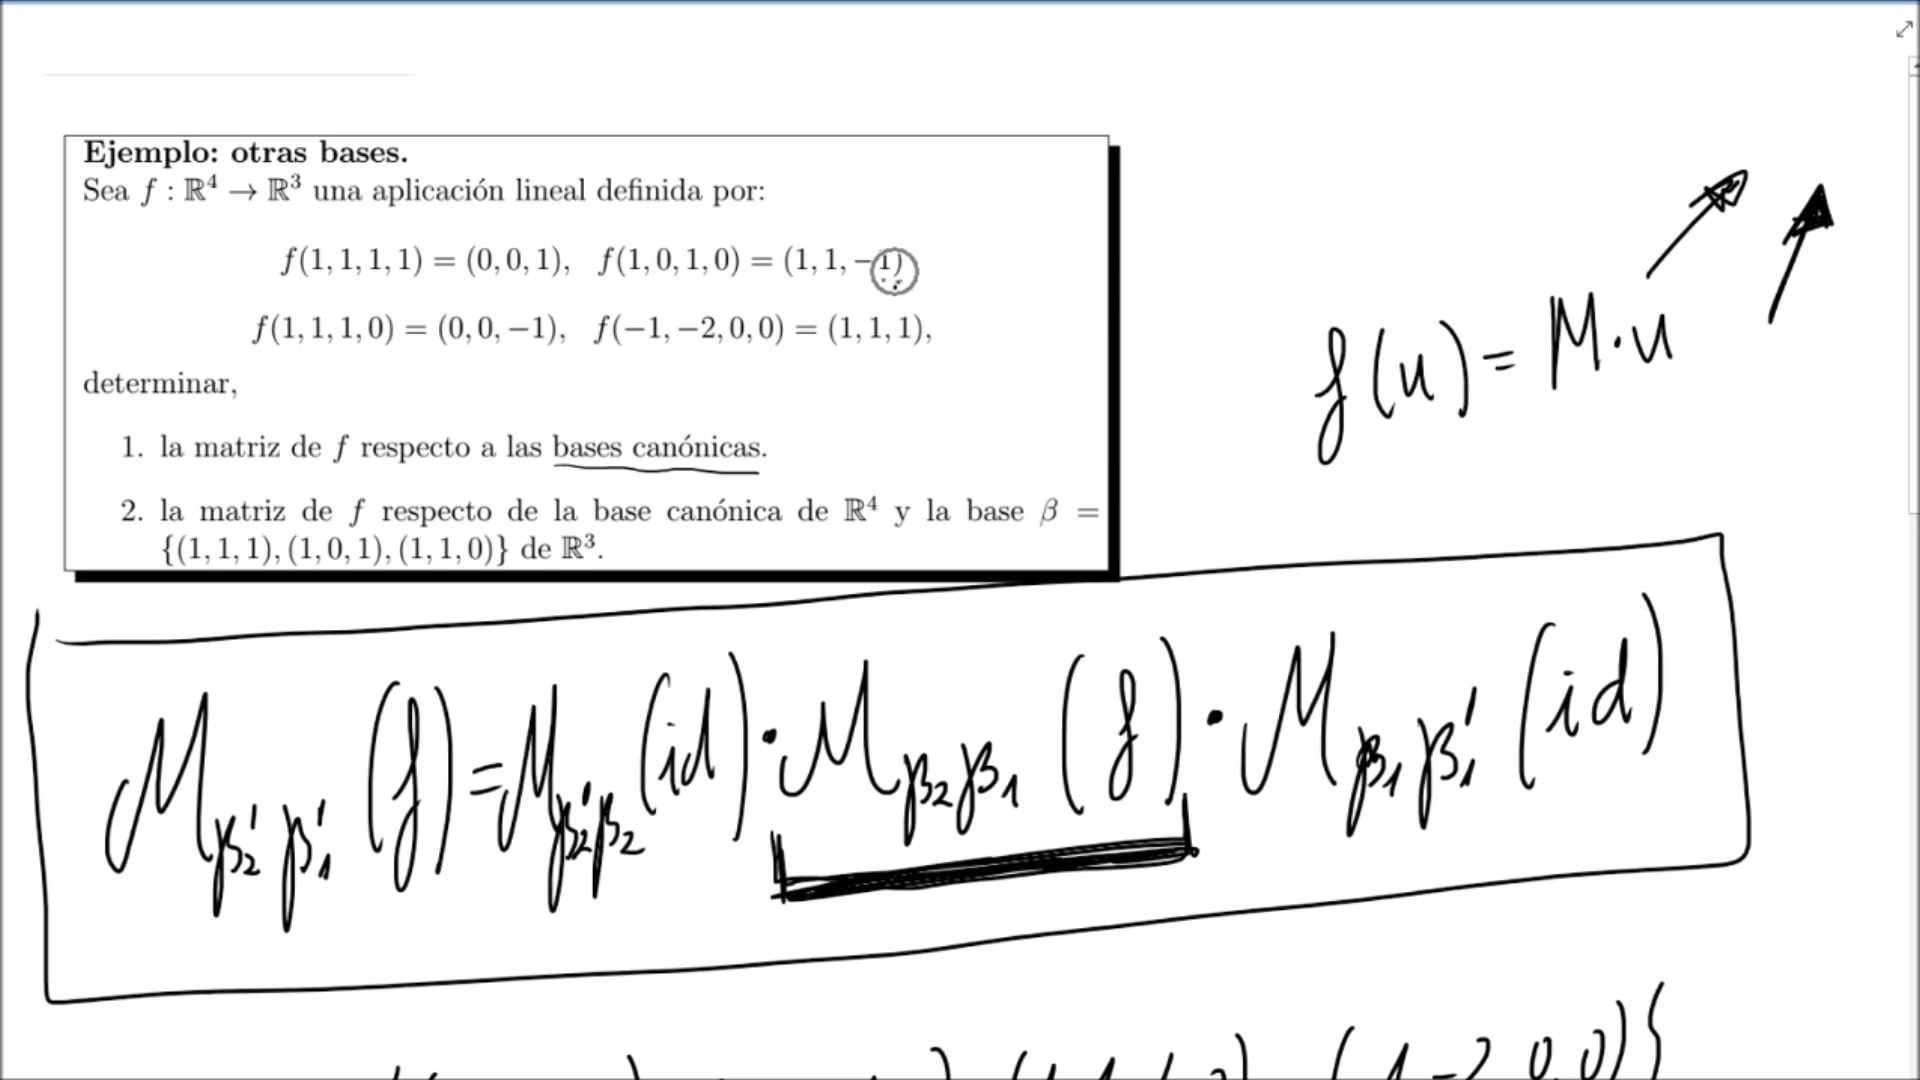 Ejemplo: otras bases.
Sea f : ℝ⁴ → ℝ³ una aplicación lineal definida por:
f(1, 1, 1, 1) = (0, 0, 1), f(1, 0, 1, 0) = (1, 1, −1)
f(1, 1, 1, 0) = (0, 0, −1), f(−1, −2, 0, 0) = (1, 1, 1),
determinar,
1. la matriz de f respecto a las bases canónicas.
2. la matriz de f respecto de la base canónica de ℝ⁴ y la base β =
{(1, 1, 1), (1, 0, 1), (1, 1, 0)} de ℝ³.
f(u) = M·u
M_{β₂'β₁'}(f) = M_{β₂'β₂}(id) · M_{β₂β₁}(f) · M_{β₁β₁'}(id)
−2, 0, 0)}